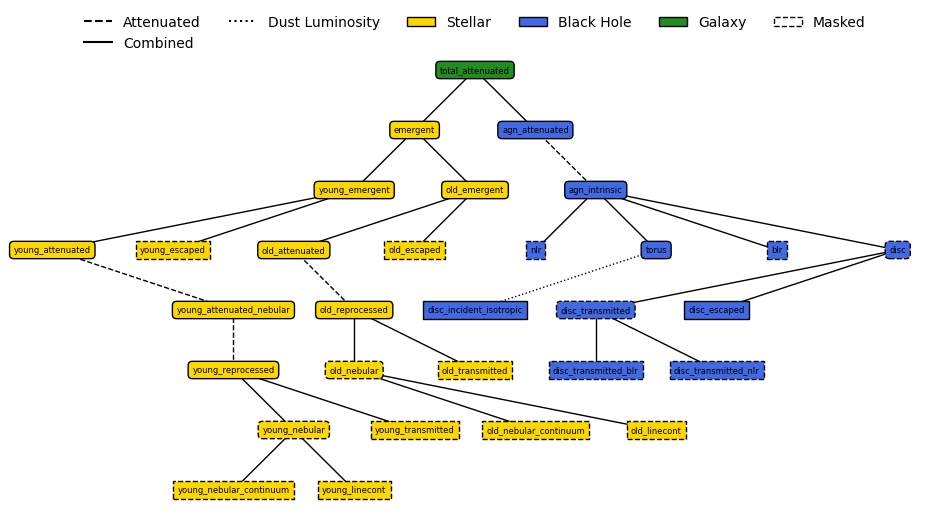 Attenuated Dust Luminosity Stellar Black Hole Galaxy Masked
Combined
total_attenuated
emergent agn_attenuated
young_emergent old_emergent agn_intrinsic
young_attenuated young_escaped old_attenuated old_escaped nlr torus blr disc
young_attenuated_nebular old_reprocessed disc_incident_isotropic disc_transmitted disc_escaped
young_reprocessed old_nebular old_transmitted disc_transmitted_blr disc_transmitted_nlr
young_nebular young_transmitted old_nebular_continuum old_linecont
young_nebular_continuum young_linecont